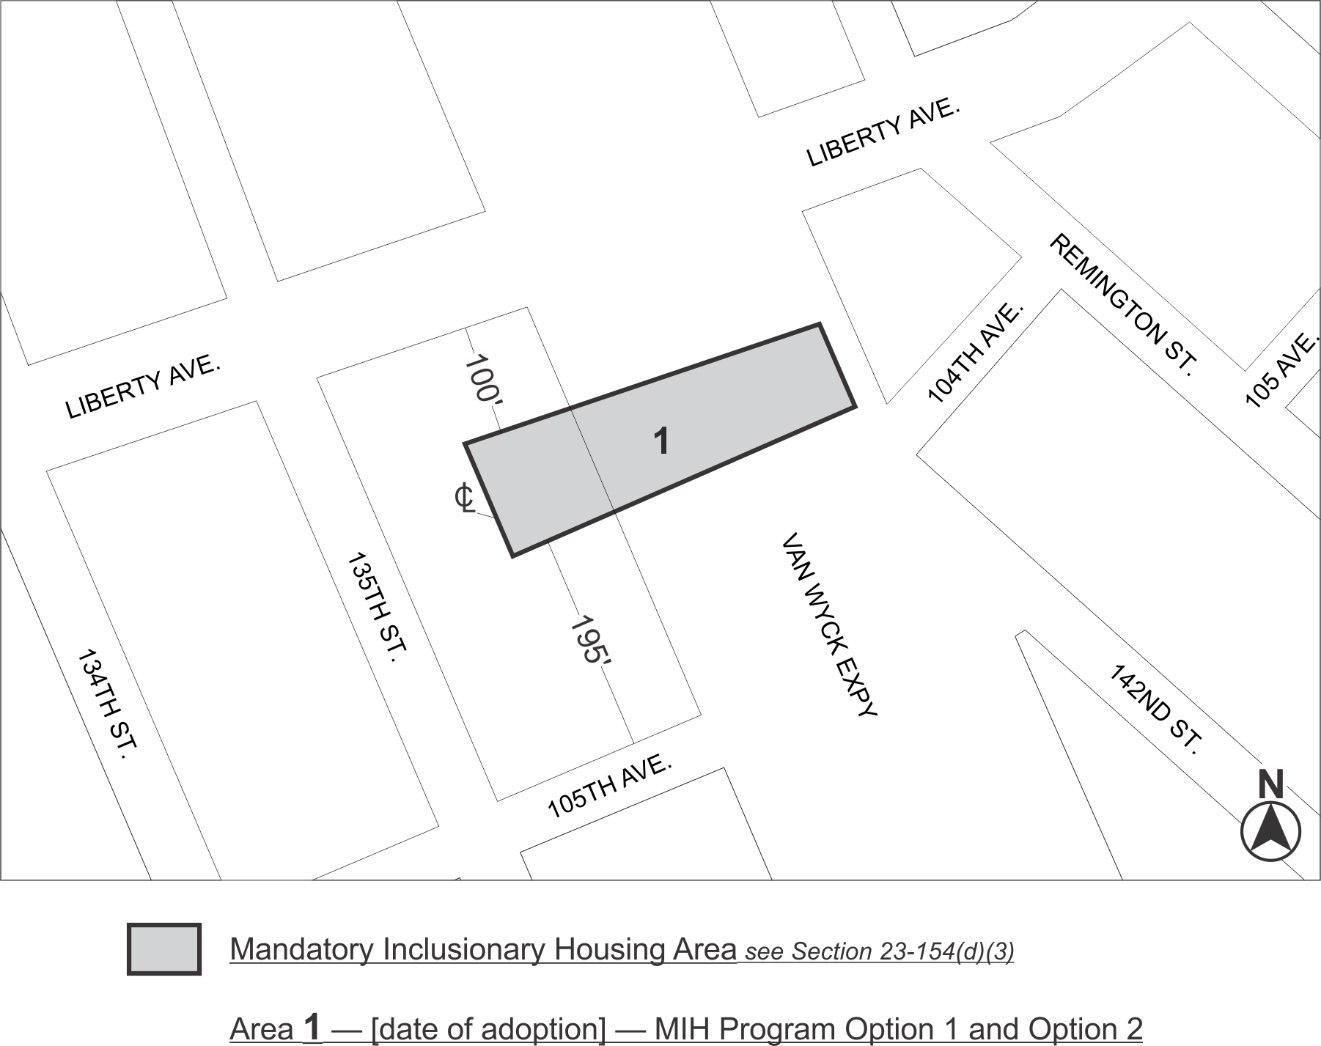 LIBERTY AVE.
REMINGTON ST.
104TH AVE.
105 AVE.
100'
LIBERTY AVE.
1
℄
VAN WYCK EXPY
135TH ST.
195'
134TH ST.
142ND ST.
105TH AVE.
N
Mandatory Inclusionary Housing Area see Section 23-154(d)(3)
Area 1 — [date of adoption] — MIH Program Option 1 and Option 2